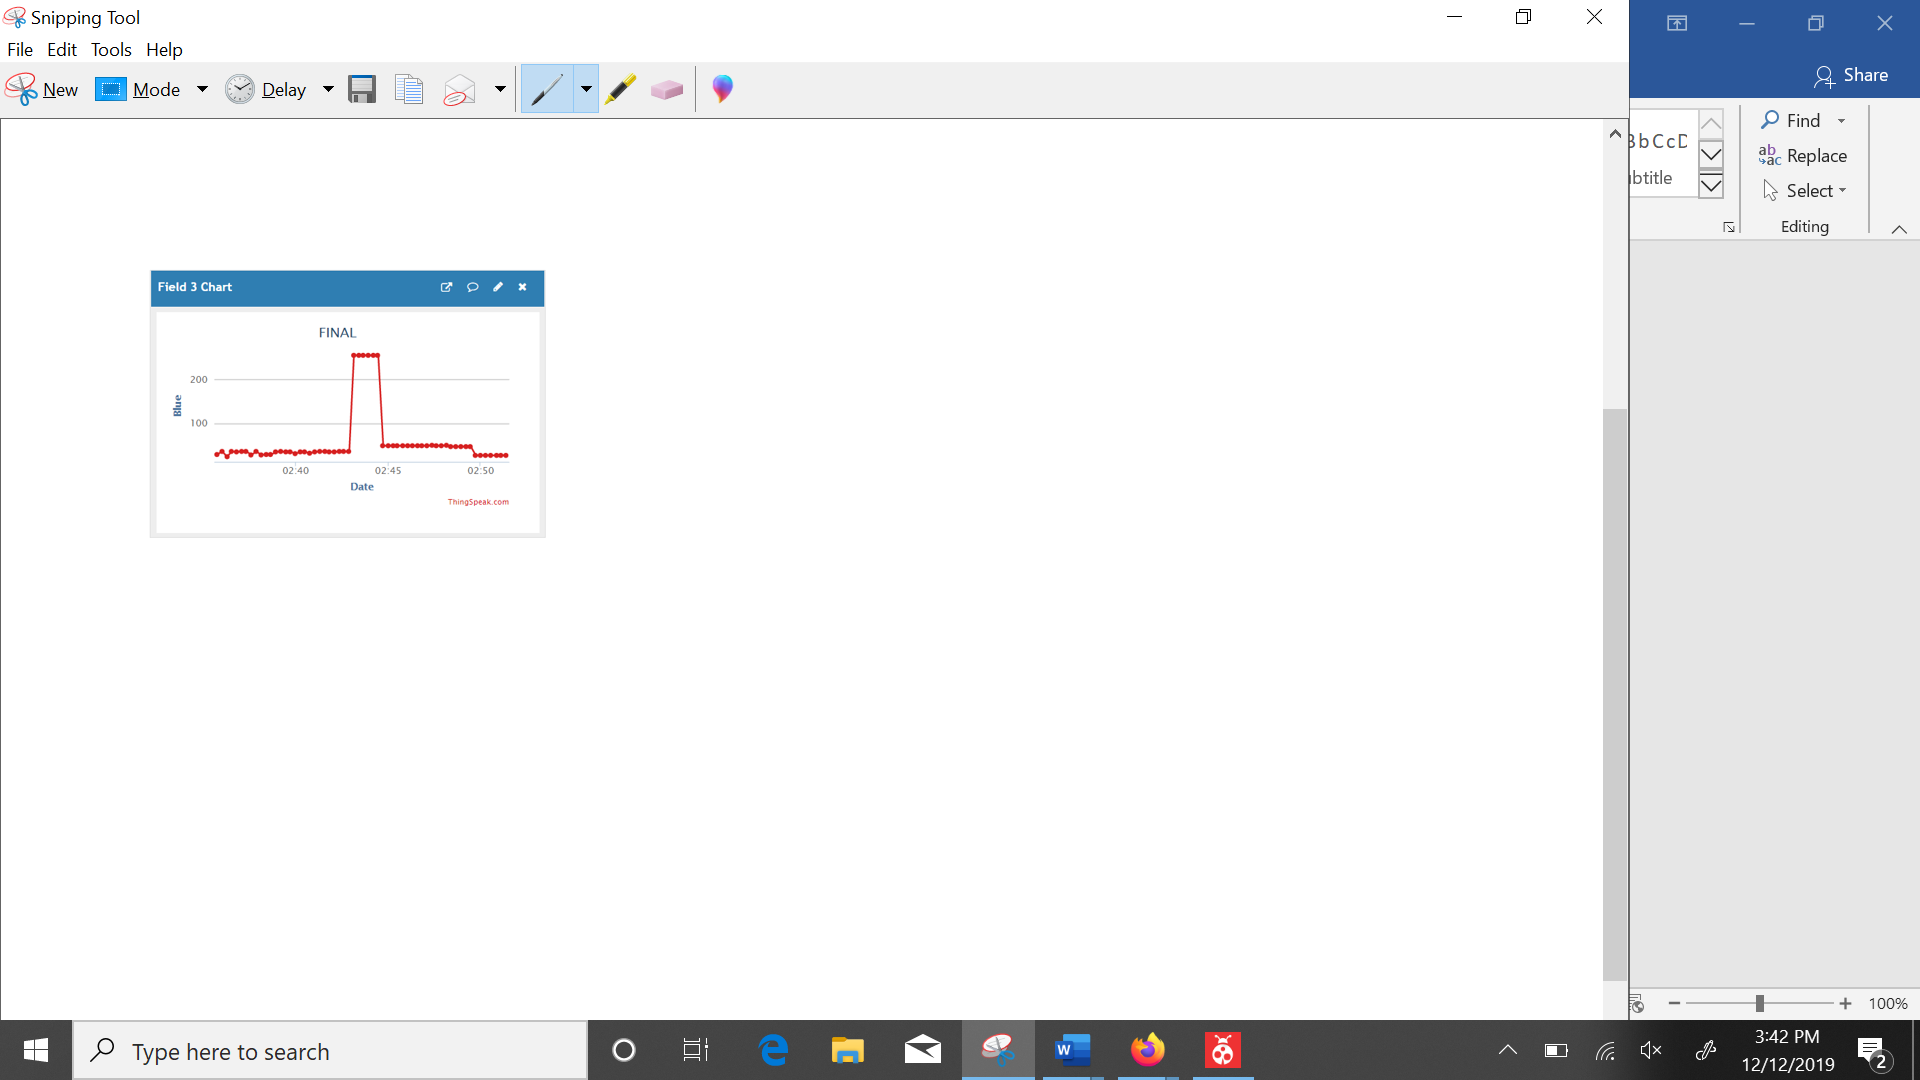 Snipping Tool
File Edit Tools Help
New Mode Delay
Share
Find
Replace
Select
Editing
Field 3 Chart
FINAL
200
100
Blue
02:40 02:45 02:50
Date
ThingSpeak.com
100%
Type here to search
3:42 PM
12/12/2019
2